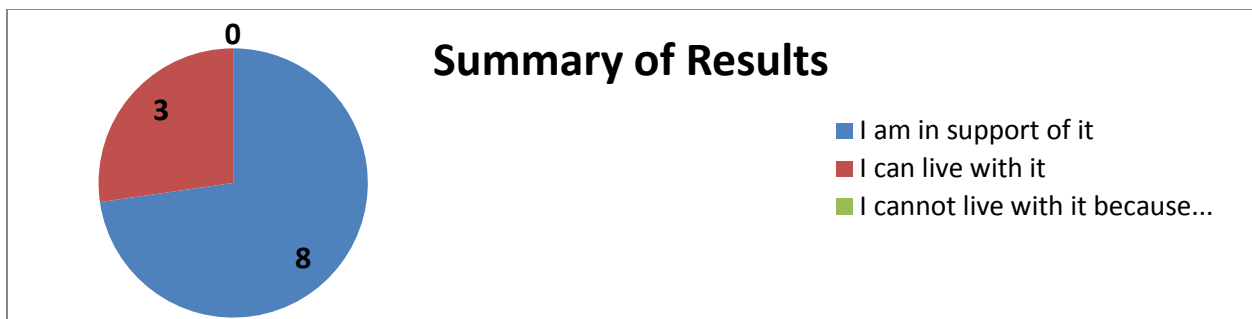 0
Summary of Results
3
8
I am in support of it
I can live with it
I cannot live with it because...